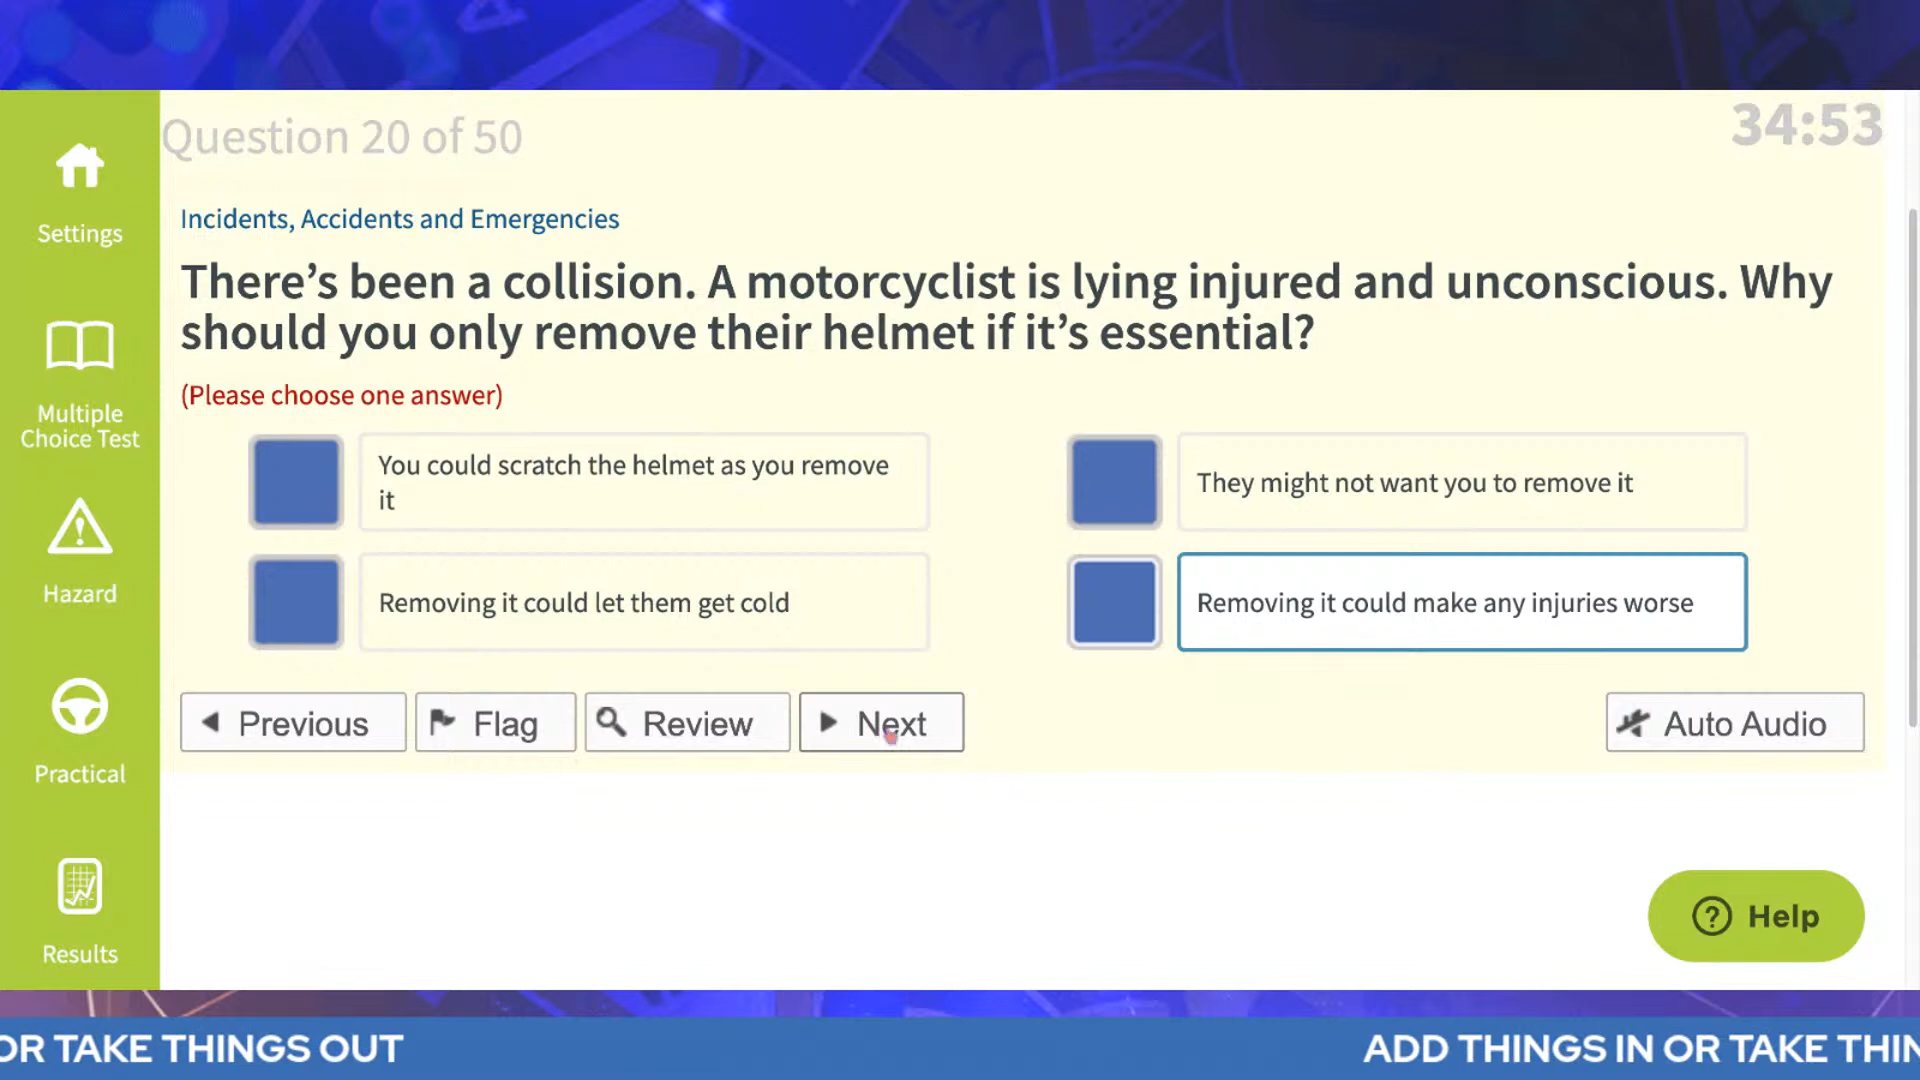 Question 20 of 50
34:53
Settings
Multiple
Choice Test
Hazard
Practical
Results
Incidents, Accidents and Emergencies
There's been a collision. A motorcyclist is lying injured and unconscious. Why
should you only remove their helmet if it's essential?
(Please choose one answer)
You could scratch the helmet as you remove
it
They might not want you to remove it
Removing it could let them get cold
Removing it could make any injuries worse
Previous
Flag
Review
Next
Auto Audio
Help
OR TAKE THINGS OUT
ADD THINGS IN OR TAKE THIN